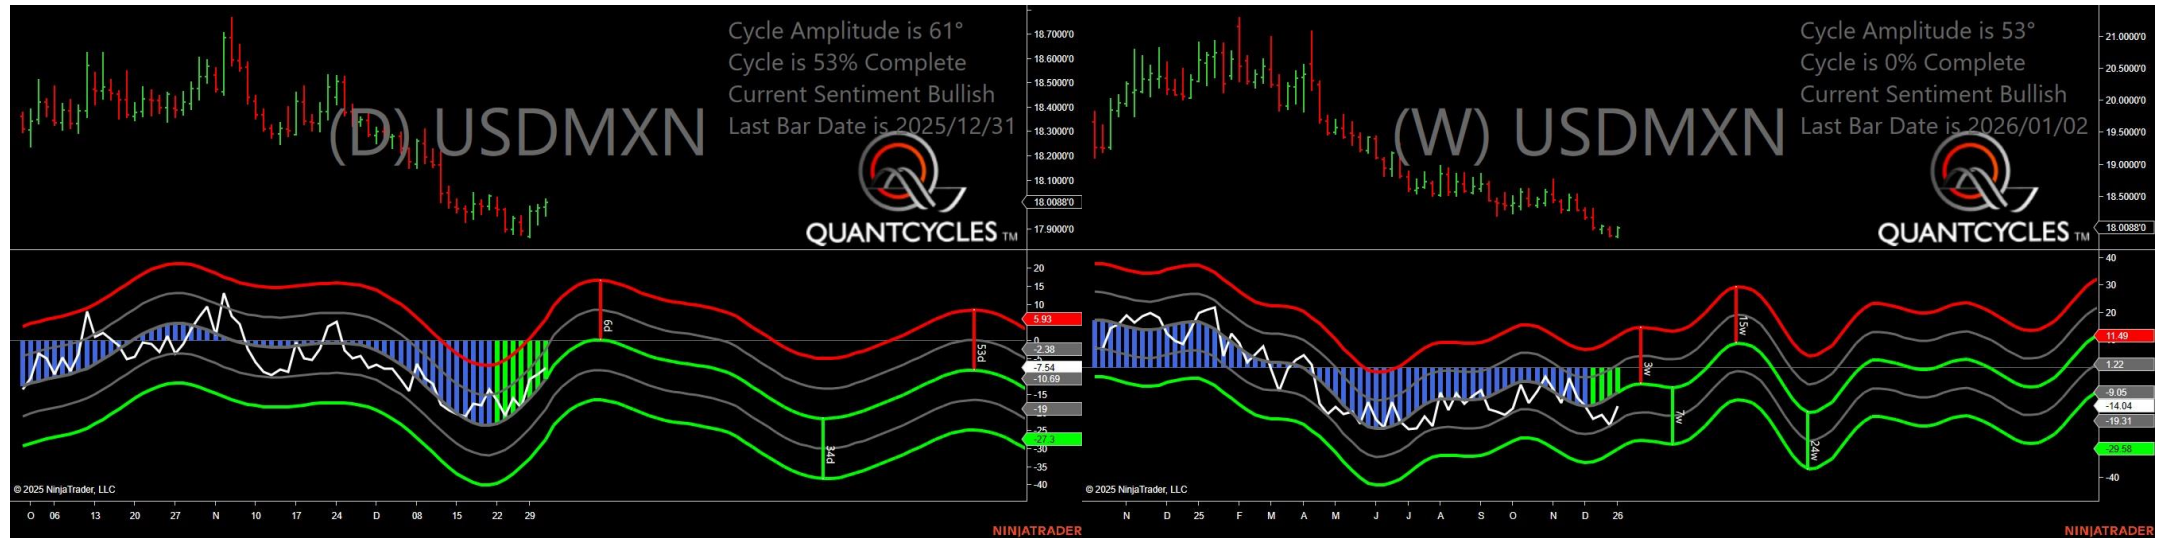 Cycle Amplitude is 61°
Cycle is 53% Complete
Current Sentiment Bullish
Last Bar Date is 2025/12/31
(D) USDMXN
QUANTCYCLES TM
18.7000'0
18.6000'0
18.5000'0
18.4000'0
18.3000'0
18.2000'0
18.1000'0
18.0088'0
17.9000'0
20
15
10
5.93
0
-2.38
-5
-7.54
-10.69
-15
-19
-25
-27.3
-30
-35
-40
6d
34d
53d
© 2025 NinjaTrader, LLC
O 06 13 20 27 N 10 17 24 D 08 15 22 29
NINJATRADER
Cycle Amplitude is 53°
Cycle is 0% Complete
Current Sentiment Bullish
Last Bar Date is 2026/01/02
(W) USDMXN
QUANTCYCLES TM
21.0000'0
20.5000'0
20.0000'0
19.5000'0
19.0000'0
18.5000'0
18.0088'0
40
30
20
11.49
1.22
-9.05
-14.04
-19.31
-29.58
-40
3w
7w
15w
24w
© 2025 NinjaTrader, LLC
N D 25 F M A M J J A S O N D 26
NINJATRADER